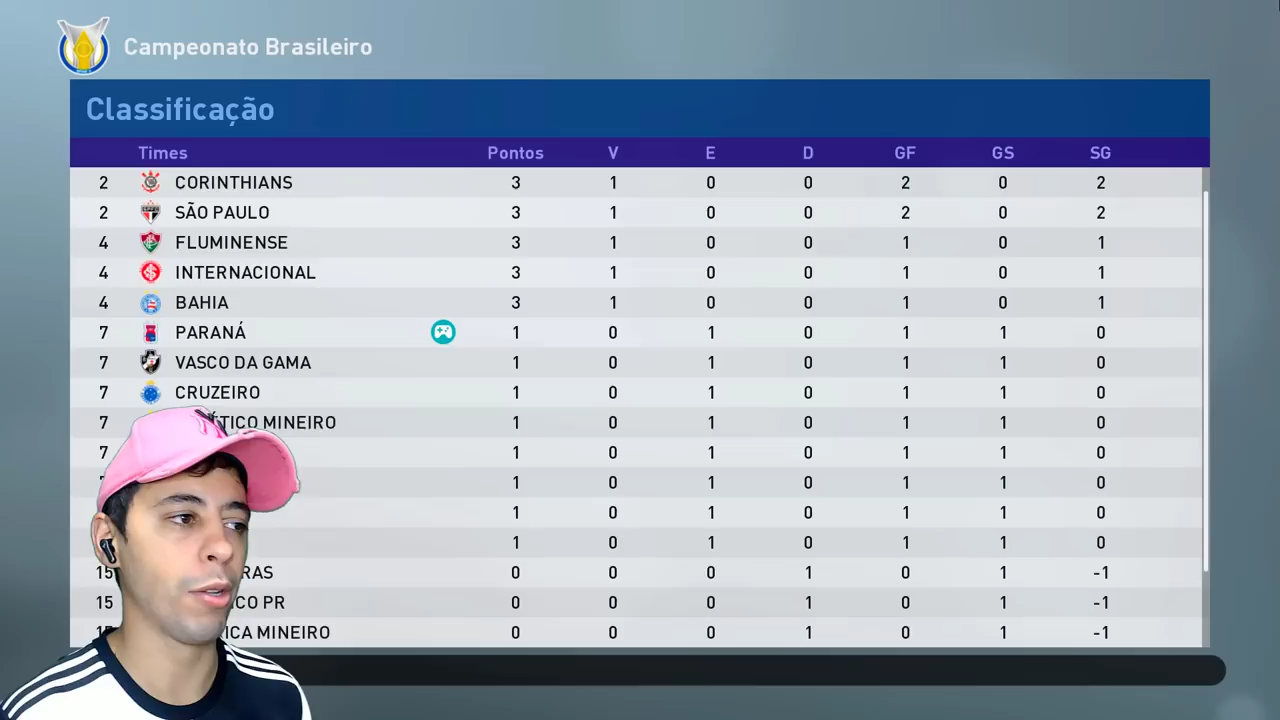 Campeonato Brasileiro
Classificação
Times Pontos V E D GF GS SG
2 CORINTHIANS 3 1 0 0 2 0 2
2 SÃO PAULO 3 1 0 0 2 0 2
4 FLUMINENSE 3 1 0 0 1 0 1
4 INTERNACIONAL 3 1 0 0 1 0 1
4 BAHIA 3 1 0 0 1 0 1
7 PARANÁ 1 0 1 0 1 1 0
7 VASCO DA GAMA 1 0 1 0 1 1 0
7 CRUZEIRO 1 0 1 0 1 1 0
7 MINEIRO 1 0 1 0 1 1 0
7 1 0 1 0 1 1 0
1 0 1 0 1 1 0
1 0 1 0 1 1 0
1 0 1 0 1 1 0
15 0 0 0 1 0 1 -1
15 PR 0 0 0 1 0 1 -1
MINEIRO 0 0 0 1 0 1 -1